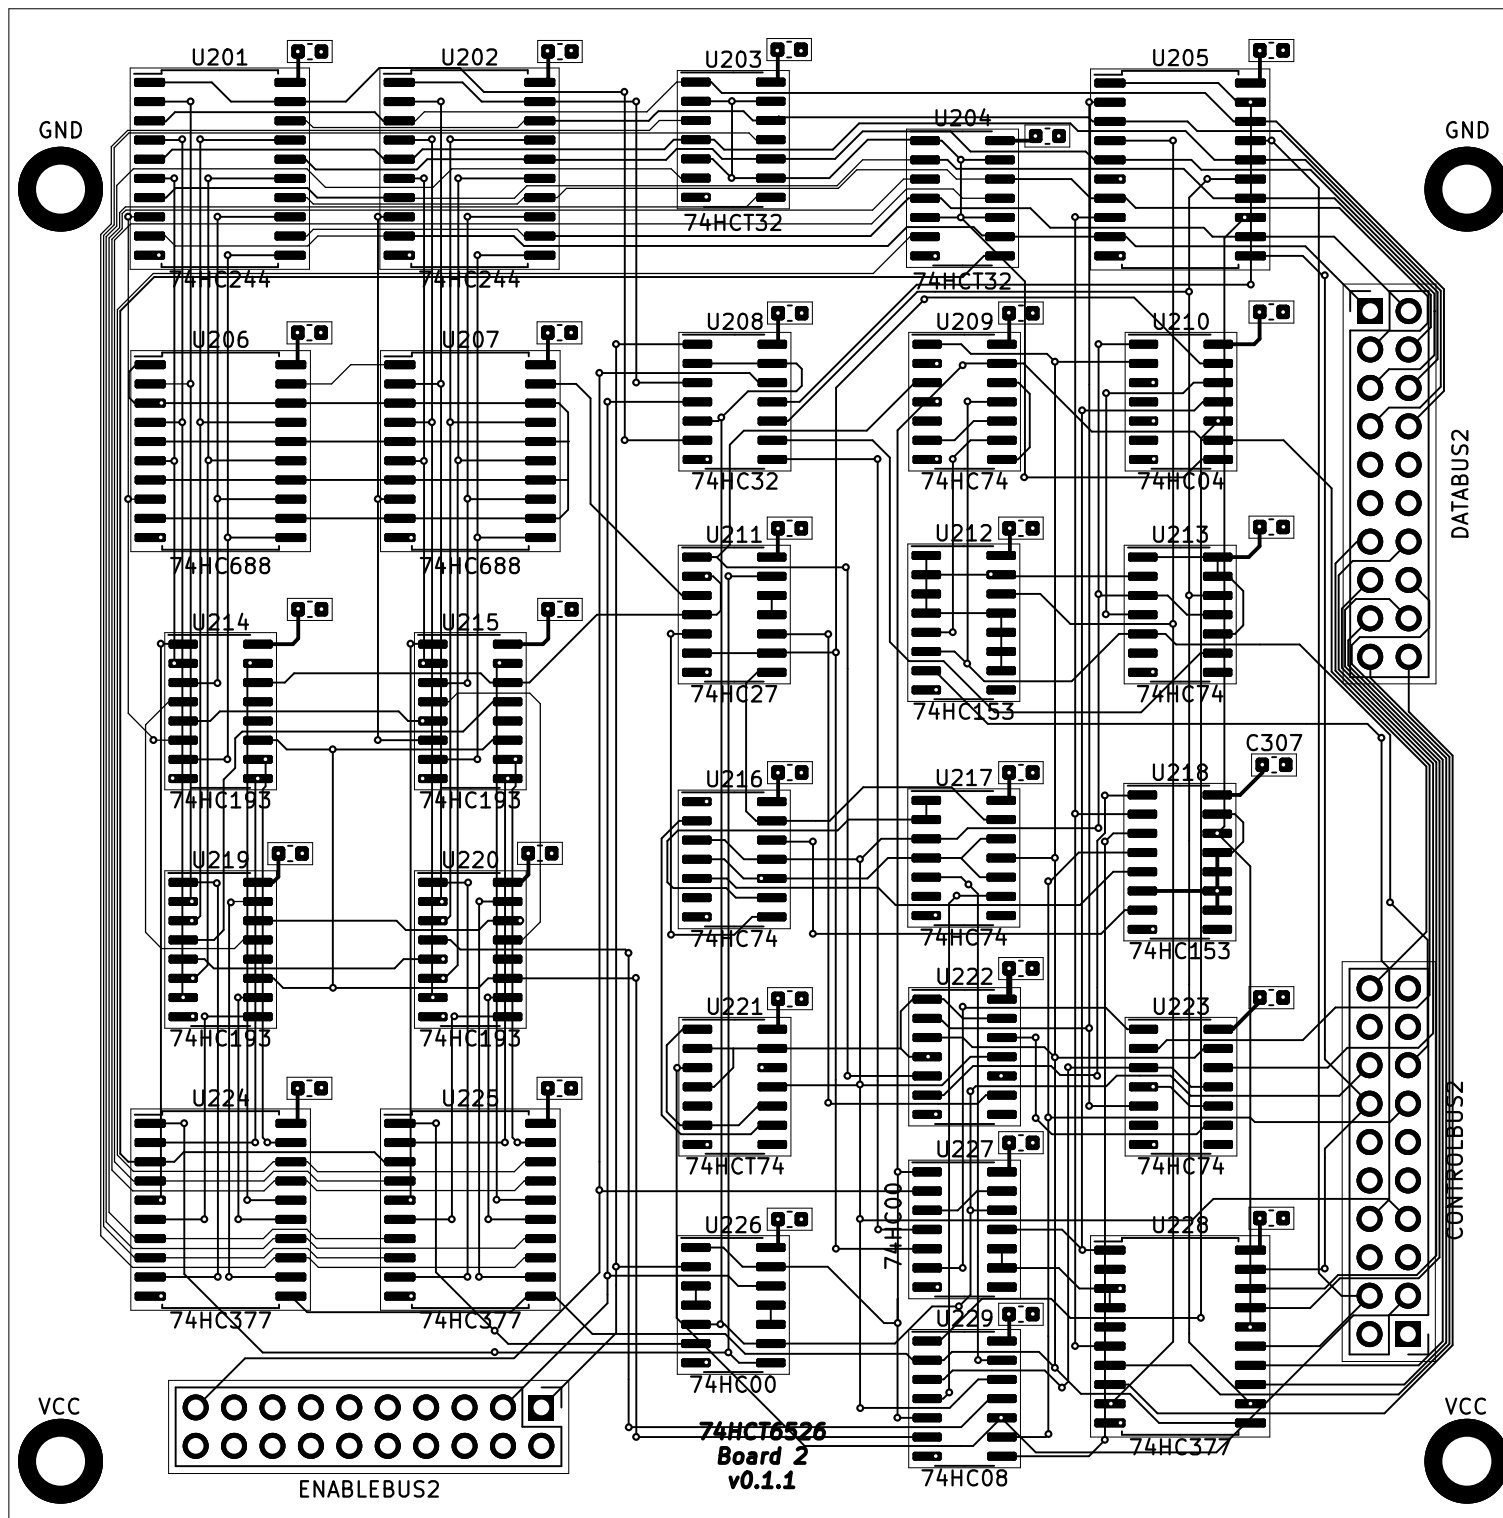 U201
U202
U203
U205
U204
GND
GND
74HCT32
74HC244
74HC244
74HCT32
U206
U207
U208
U209
U210
74HC32
74HC74
74HC04
DATABUS2
U211
U212
U213
74HC688
74HC688
U214
U215
74HC27
74HC153
74HC74
C307
U216
U217
U218
74HC193
74HC193
U219
U220
74HC74
74HC74
74HC153
U221
U222
U223
74HC193
74HC193
U224
U225
CONTROLBUS2
74HCT74
U227
74HC74
74HC00
U226
U228
74HC377
74HC377
U229
74HC00
VCC
VCC
74HCT6526
Board 2
v0.1.1
74HC377
74HC08
ENABLEBUS2